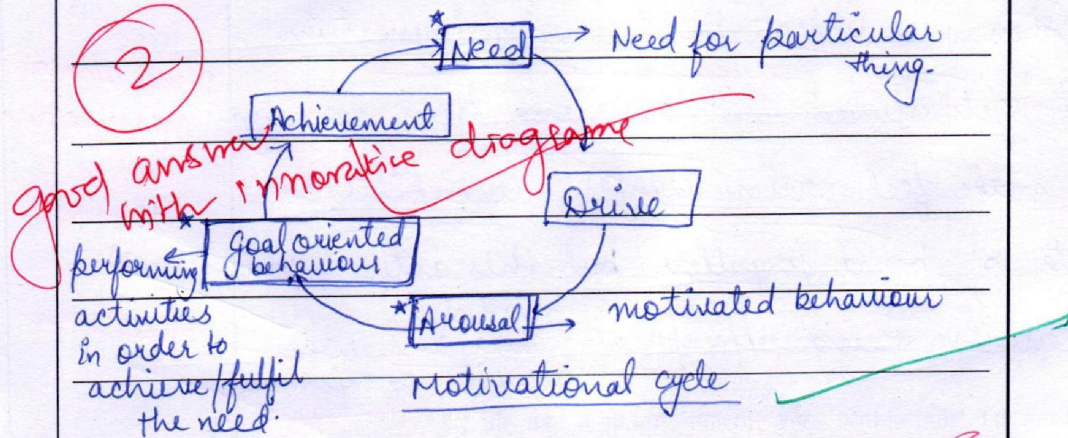 2
Need → Need for particular
thing.
Achievement
good answer
with innovative diagrame
Drive
Goal oriented
behaviour
performing
activities
in order to
achieve/fulfil
the need.
Arousal → motivated behaviour
Motivational cycle